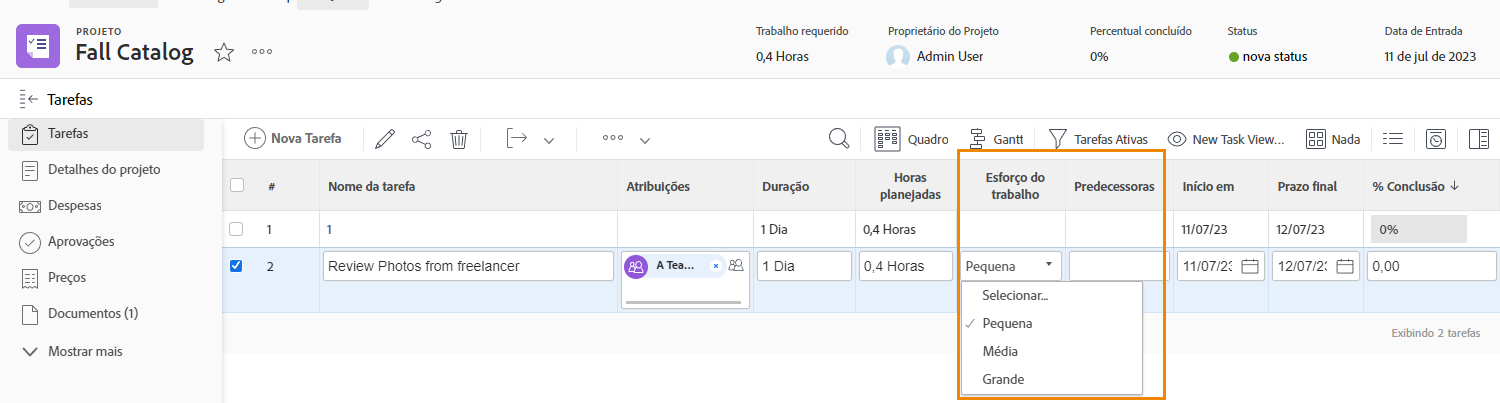 PROJETO
Fall Catalog
Trabalho requerido
0,4 Horas
Proprietário do Projeto
Admin User
Percentual concluído
0%
Status
nova status
Data de Entrada
11 de jul de 2023
Tarefas
Tarefas
Detalhes do projeto
Despesas
Aprovações
Preços
Documentos (1)
Mostrar mais
Nova Tarefa
Quadro
Gantt
Tarefas Ativas
New Task View...
Nada
#
Nome da tarefa
Atribuições
Duração
Horas
planejadas
Esforço do
trabalho
Predecessoras
Início em
Prazo final
% Conclusão
1
1
1 Dia
0,4 Horas
11/07/23
12/07/23
0%
2
Review Photos from freelancer
A Tea...
1 Dia
0,4 Horas
Pequena
11/07/2
12/07/2
0,00
Selecionar...
Pequena
Média
Grande
Exibindo 2 tarefas